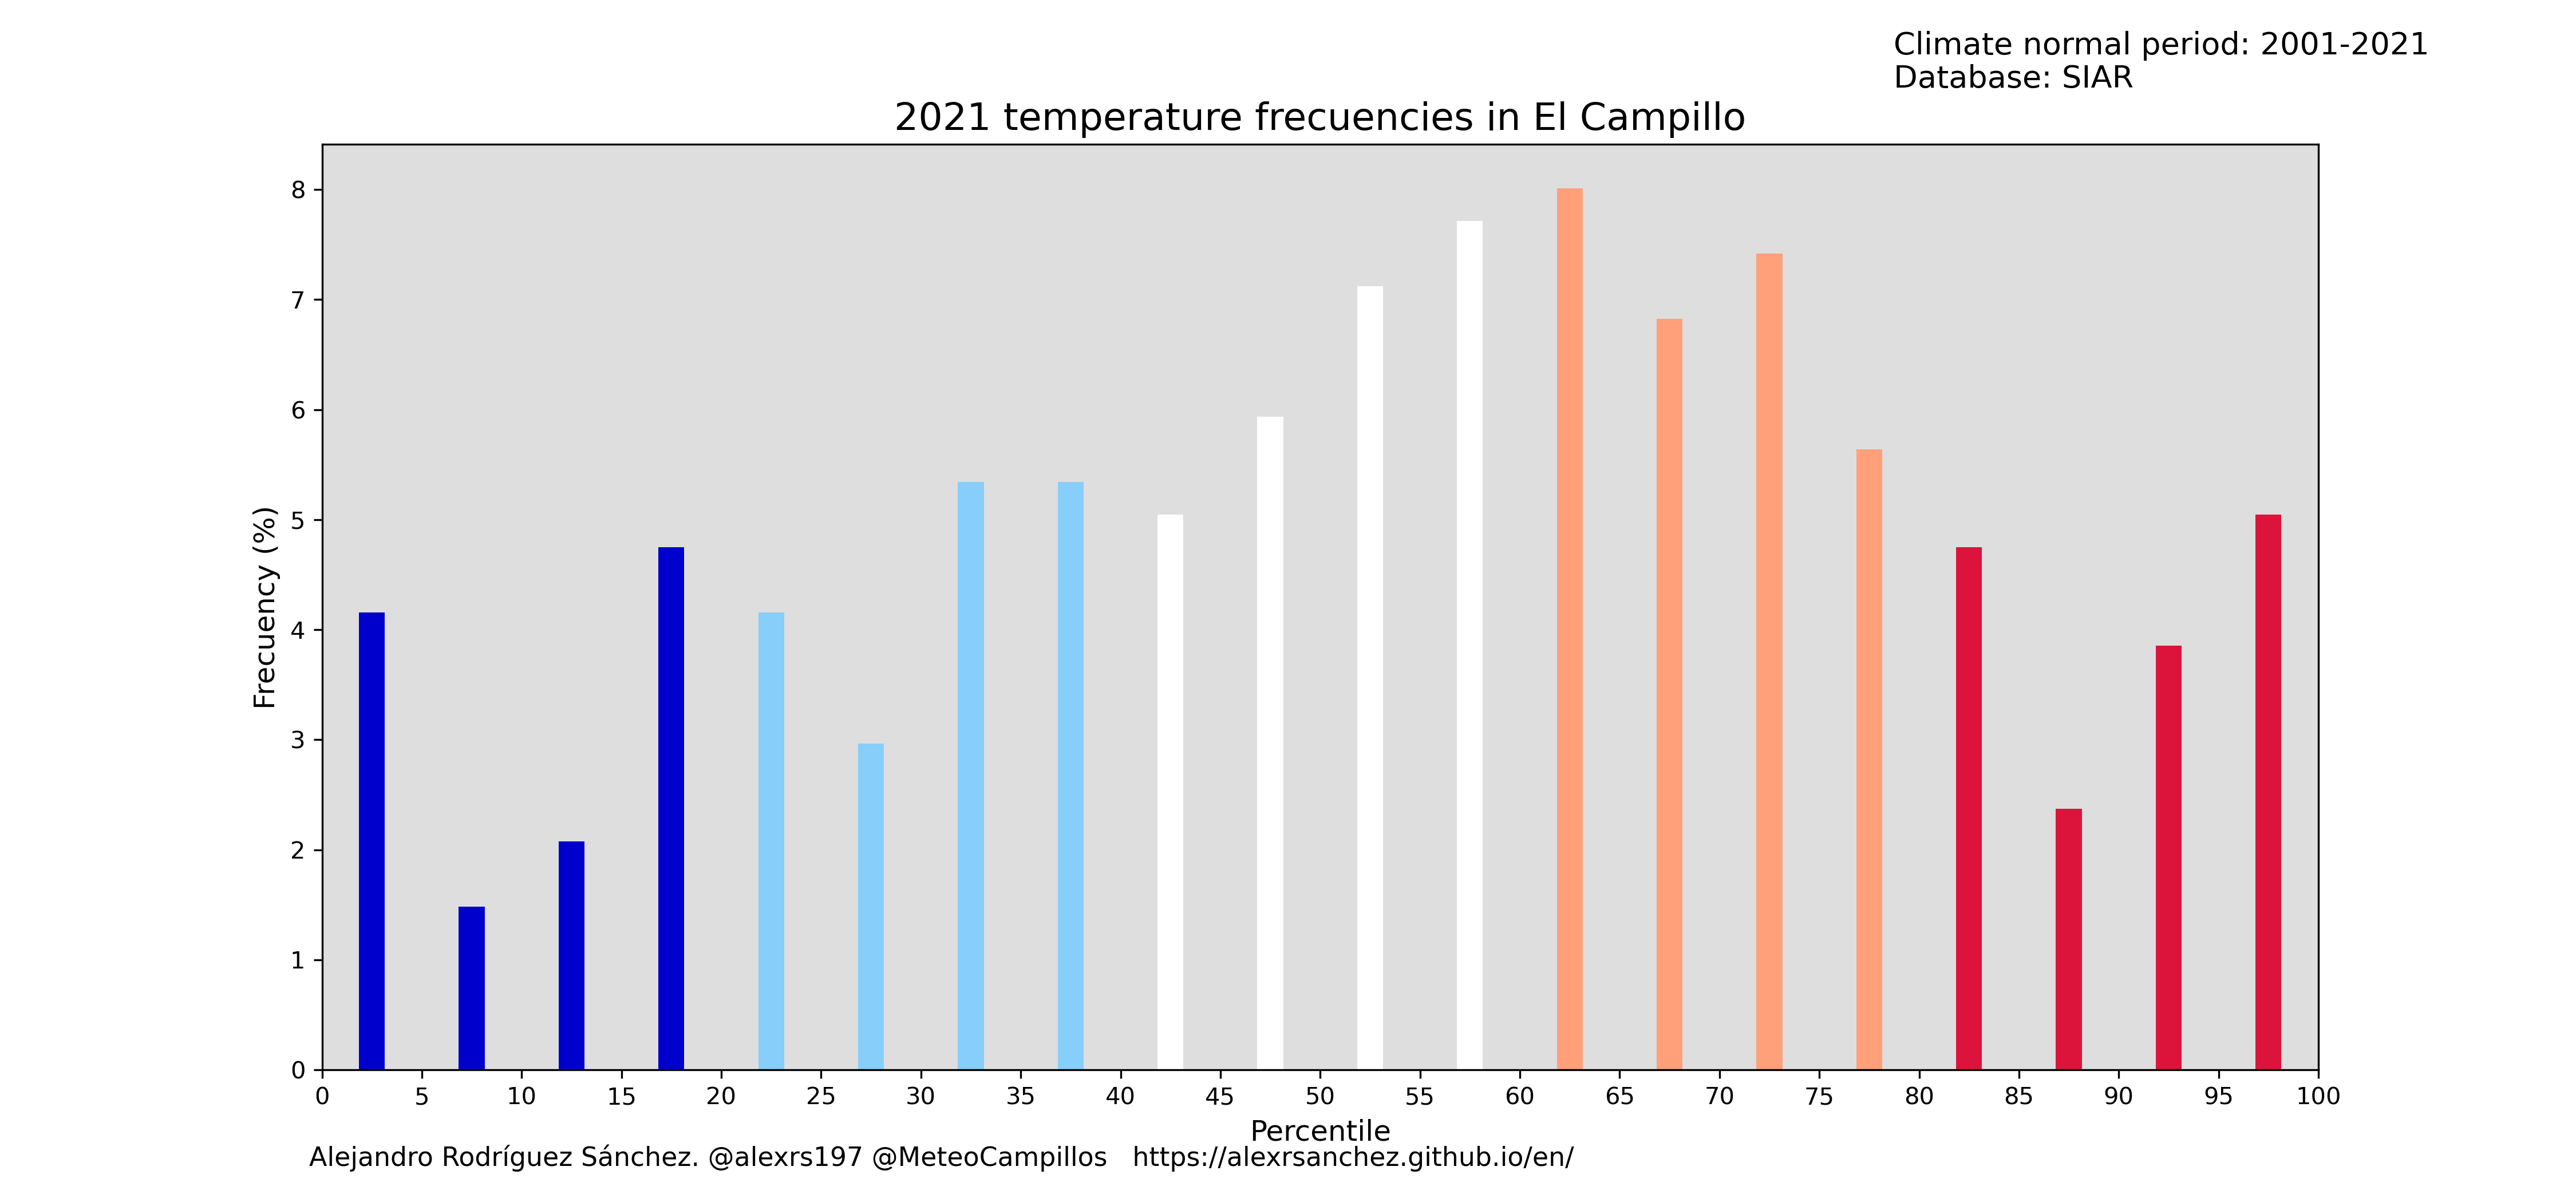 Climate normal period: 2001-2021
Database: SIAR
2021 temperature frecuencies in El Campillo
8
7
6
5
4
3
2
1
0
Frecuency (%)
0 5 10 15 20 25 30 35 40 45 50 55 60 65 70 75 80 85 90 95 100
Percentile
Alejandro Rodríguez Sánchez. @alexrs197 @MeteoCampillos   https://alexrsanchez.github.io/en/